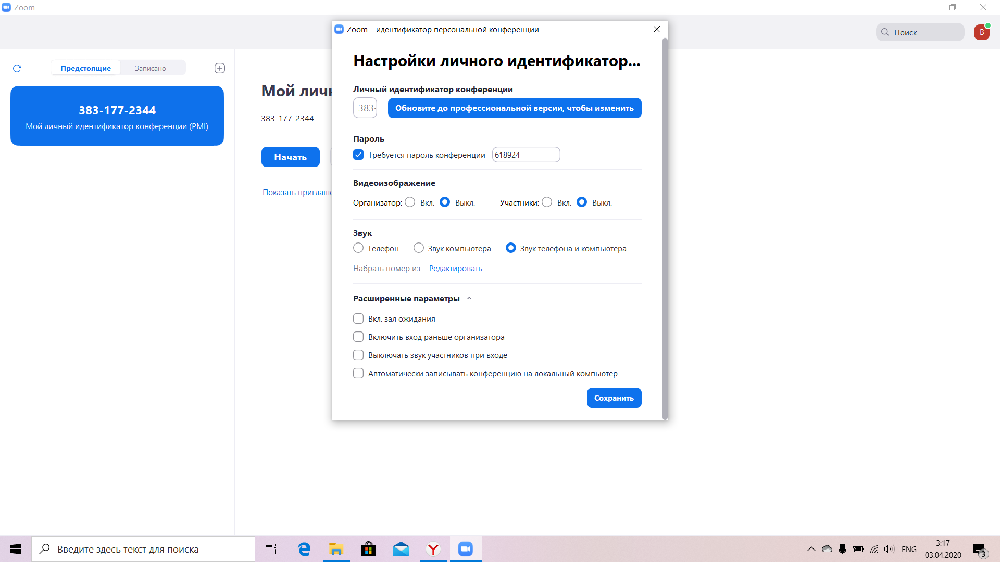 Zoom
Поиск
В
Предстоящие
Записано
383-177-2344
Мой личный идентификатор конференции (PMI)
Мой личн
383-177-2344
Начать
Показать приглаше
Zoom – идентификатор персональной конференции
Настройки личного идентификатор...
Личный идентификатор конференции
383-
Обновите до профессиональной версии, чтобы изменить
Пароль
Требуется пароль конференции
618924
Видеоизображение
Организатор: Вкл. Выкл. Участники: Вкл. Выкл.
Звук
Телефон Звук компьютера Звук телефона и компьютера
Набрать номер из Редактировать
Расширенные параметры
Вкл. зал ожидания
Включить вход раньше организатора
Выключать звук участников при входе
Автоматически записывать конференцию на локальный компьютер
Сохранить
Введите здесь текст для поиска
ENG
3:17
03.04.2020
3